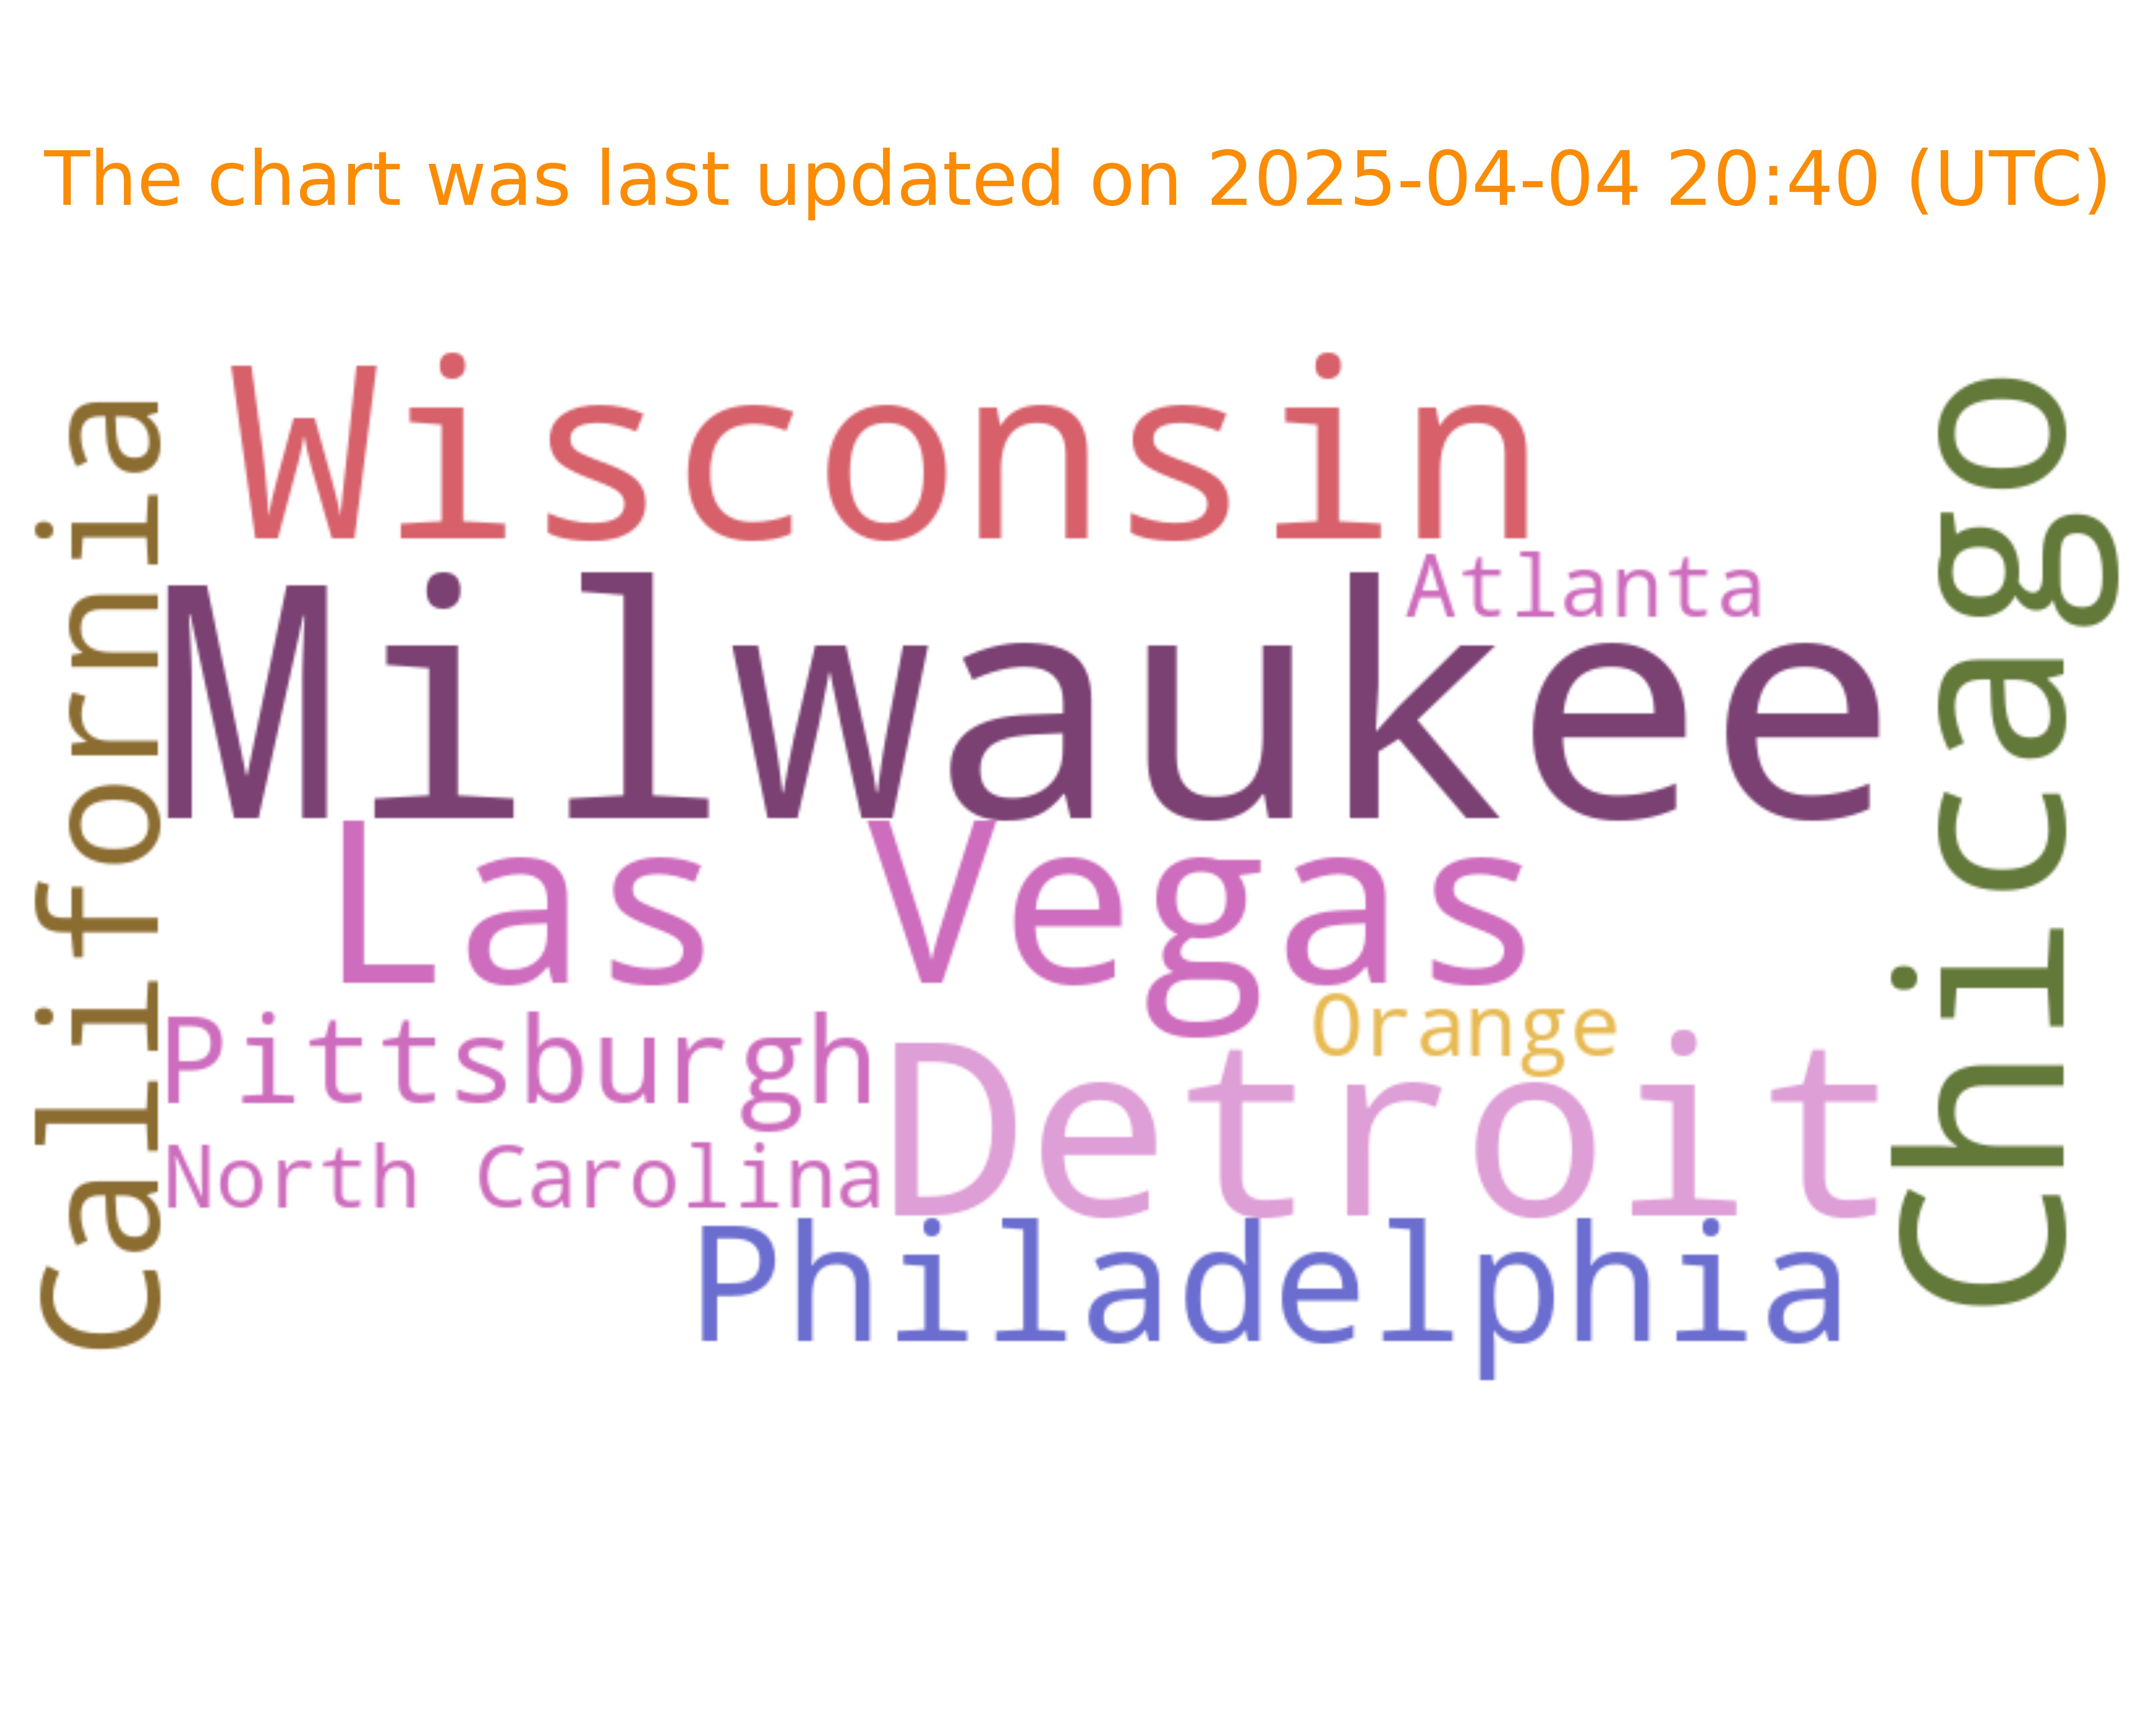 The chart was last updated on 2025-04-04 20:40 (UTC)
Wisconsin
California
Chicago
Atlanta
Milwaukee
Las Vegas
Orange
Pittsburgh
Detroit
North Carolina
Philadelphia